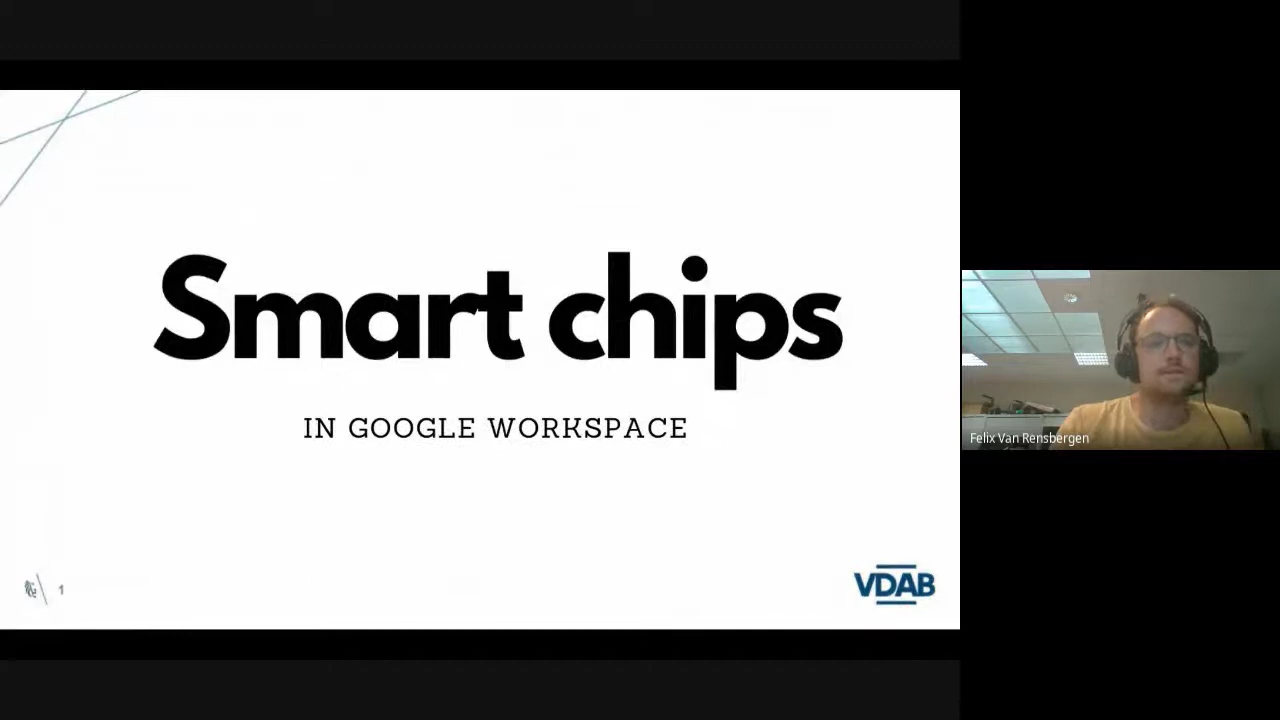 Smart chips
IN GOOGLE WORKSPACE
1
VDAB
Felix Van Rensbergen